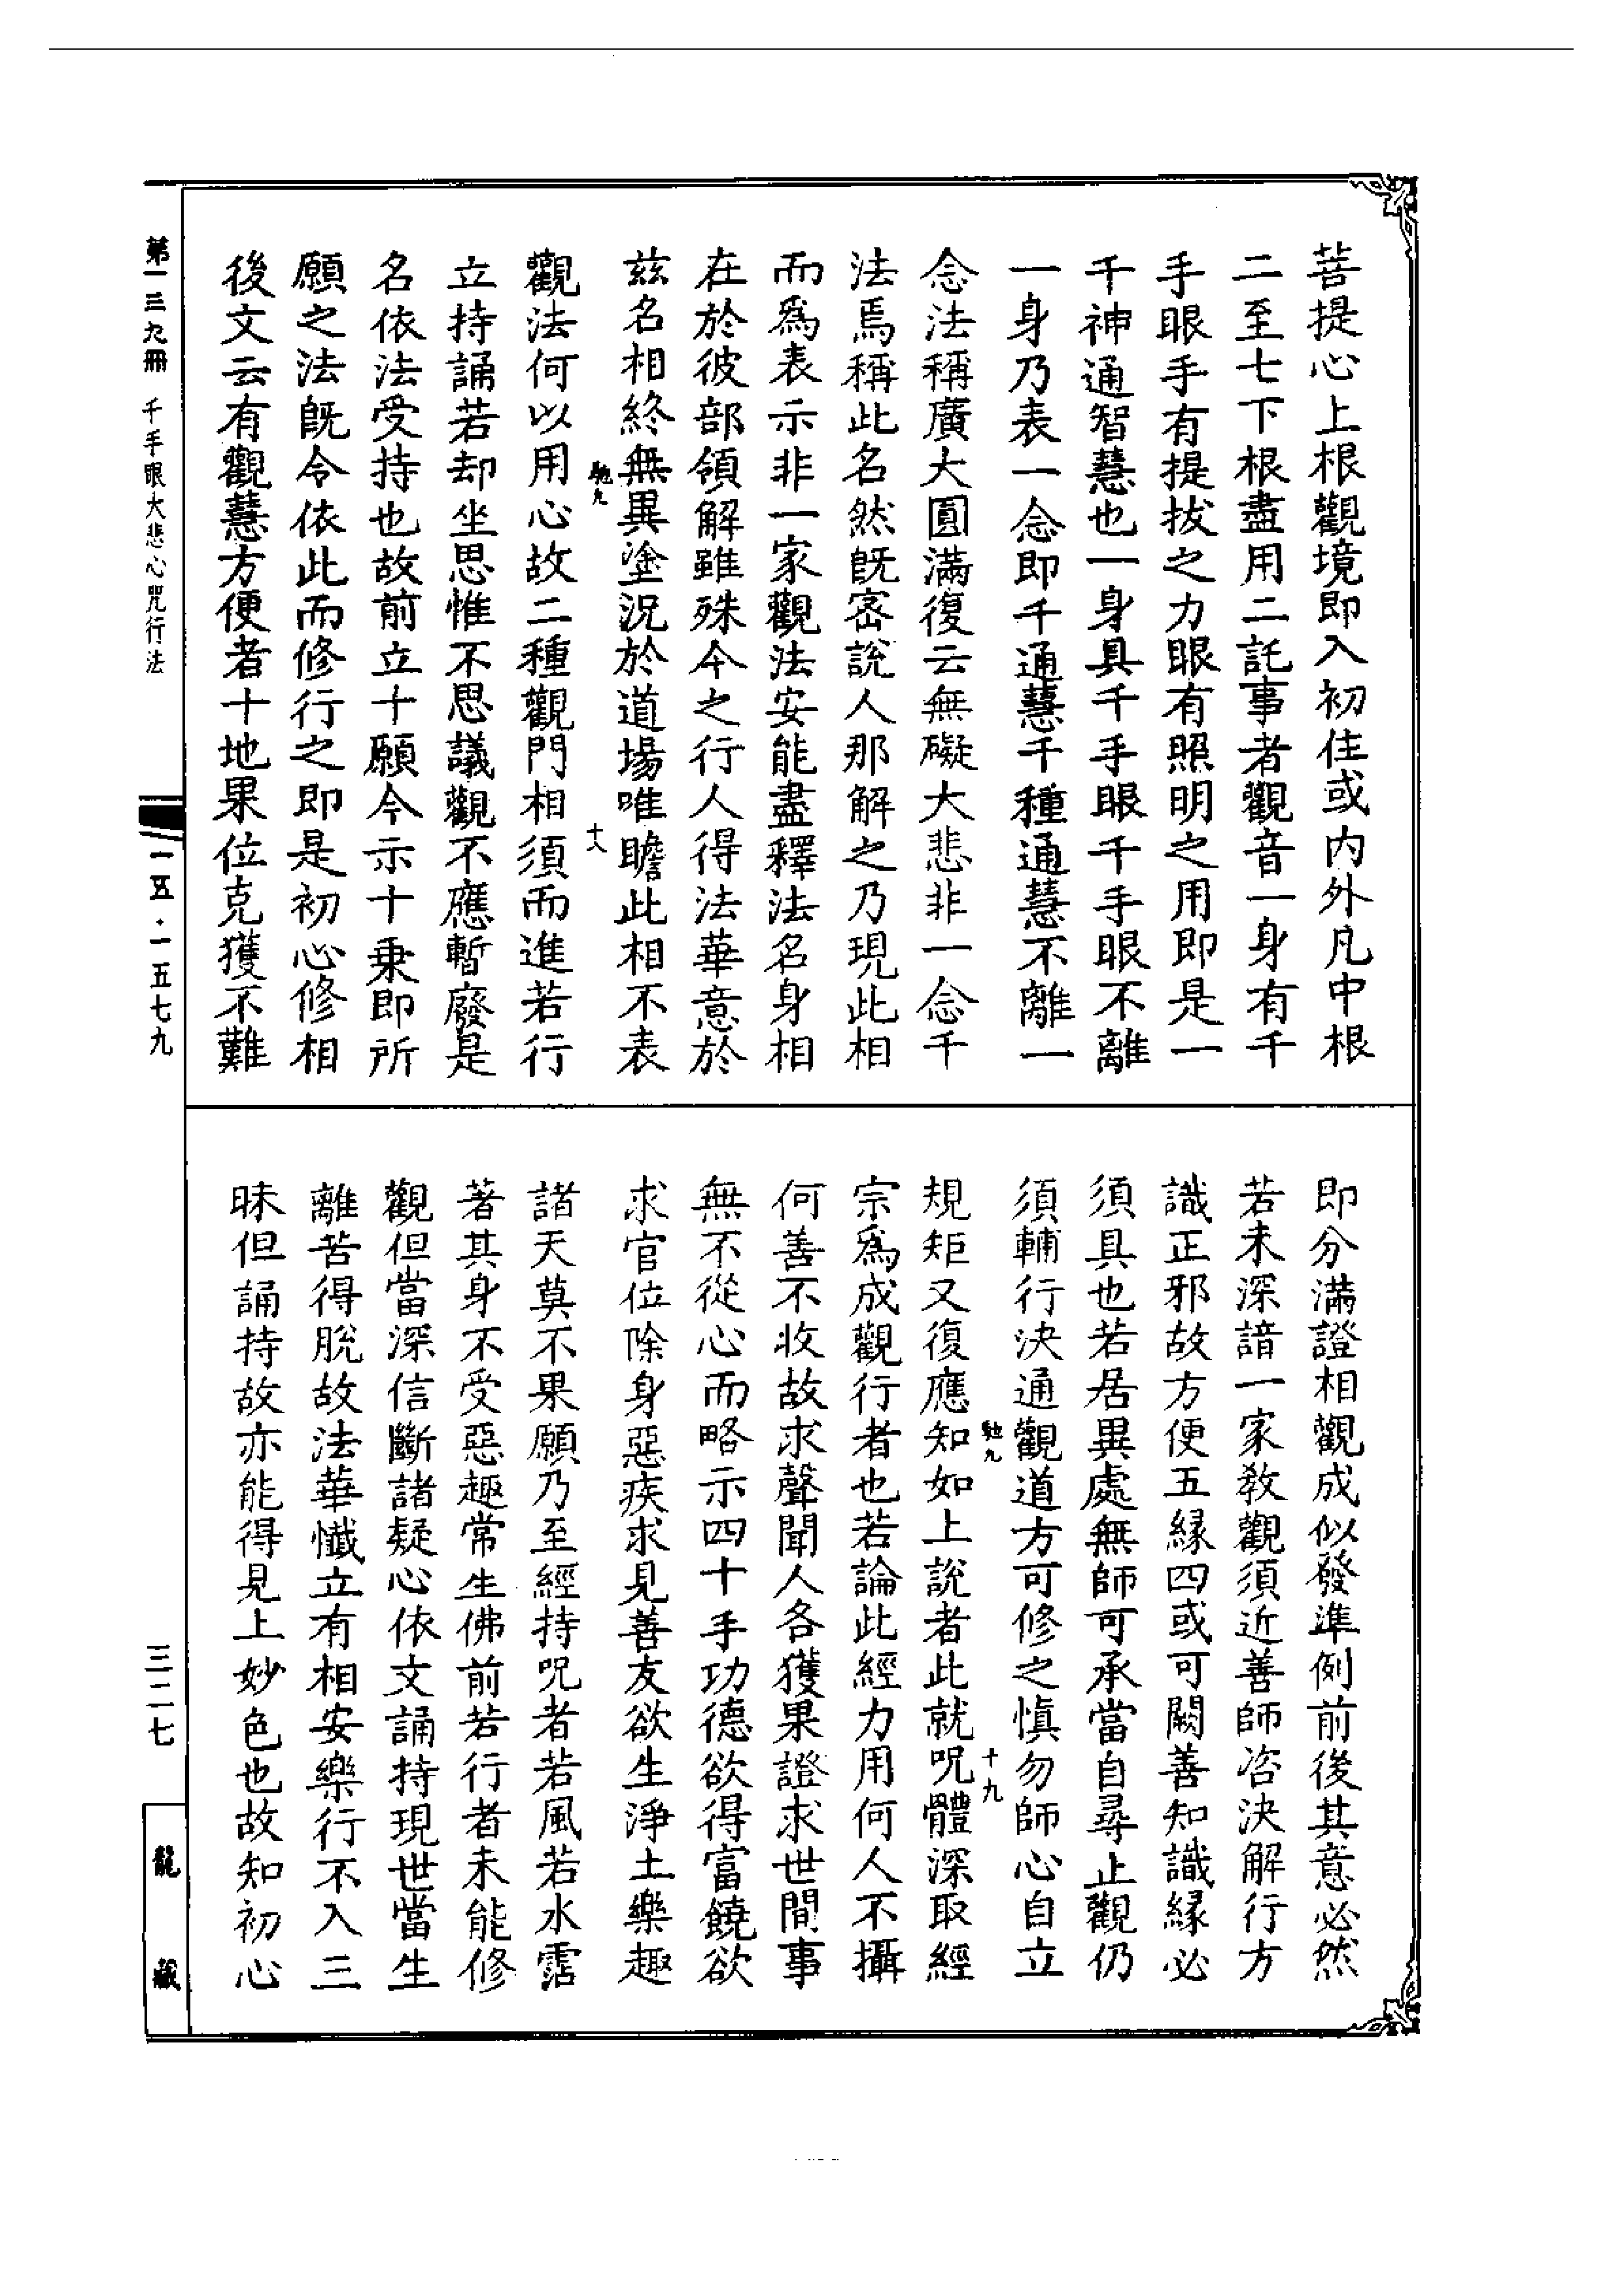 菩提心上根觀境即入初住或内外凡中根
二至七下根盡用二託事者觀音一身有千
手眼手有提拔之力眼有照明之用即是一
千神通智慧也一身具千手眼千手眼不離
一身乃表一念即千通慧千種通慧不離一
念法稱廣大圓滿復云無礙大悲非一念千
法焉稱此名然旣密說人那解之乃現此相
而爲表示非一家觀法安能盡釋法名身相
在於彼部領解雖殊今之行人得法華意於
兹名相終無異塗況於道場唯瞻此相不表
馳九
十八
觀法何以用心故二種觀門相須而進若行
立持誦若却坐思惟不思議觀不應暫廢是
名依法受持也故前立十願今示十乗即所
願之法旣令依此而修行之即是初心修相
後文云有觀慧方便者十地果位克獲不難
即分滿證相觀成似發準例前後其意必然
若未深諳一家敎觀須近善師咨決解行方
識正邪故方便五縁四或可闕善知識縁必
須具也若居異處無師可承當自尋止觀仍
須輔行決通觀道方可修之慎勿師心自立
馳九
十九
規矩又復應知如上說者此就呪體深取經
宗爲成觀行者也若論此經力用何人不攝
何善不收故求聲聞人各獲果證求世間事
無不從心而略示四十手功德欲得富饒欲
求官位除身惡疾求見善友欲生淨土樂趣
諸天莫不果願乃至經持呪者若風若水霑
著其身不受惡趣常生佛前若行者未能修
觀但當深信斷諸疑心依文誦持現世當生
離苦得脫故法華懺立有相安樂行不入三
昧但誦持故亦能得見上妙色也故知初心
第一三九冊　千手眼大悲心咒行法
一五·一五七九
三二七
龍藏